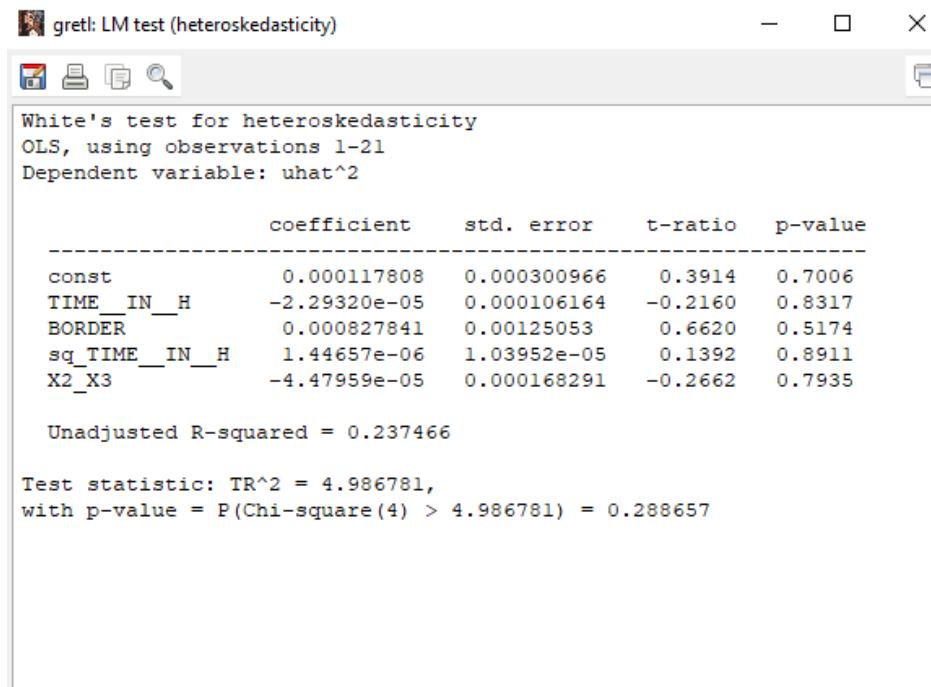 gretl: LM test (heteroskedasticity)
White's test for heteroskedasticity
OLS, using observations 1-21
Dependent variable: uhat^2
coefficient std. error t-ratio p-value
---------------------------------------------------------------
const 0.000117808 0.000300966 0.3914 0.7006
TIME__IN__H -2.29320e-05 0.000106164 -0.2160 0.8317
BORDER 0.000827841 0.00125053 0.6620 0.5174
sq_TIME__IN__H 1.44657e-06 1.03952e-05 0.1392 0.8911
X2_X3 -4.47959e-05 0.000168291 -0.2662 0.7935
Unadjusted R-squared = 0.237466
Test statistic: TR^2 = 4.986781,
with p-value = P(Chi-square(4) > 4.986781) = 0.288657